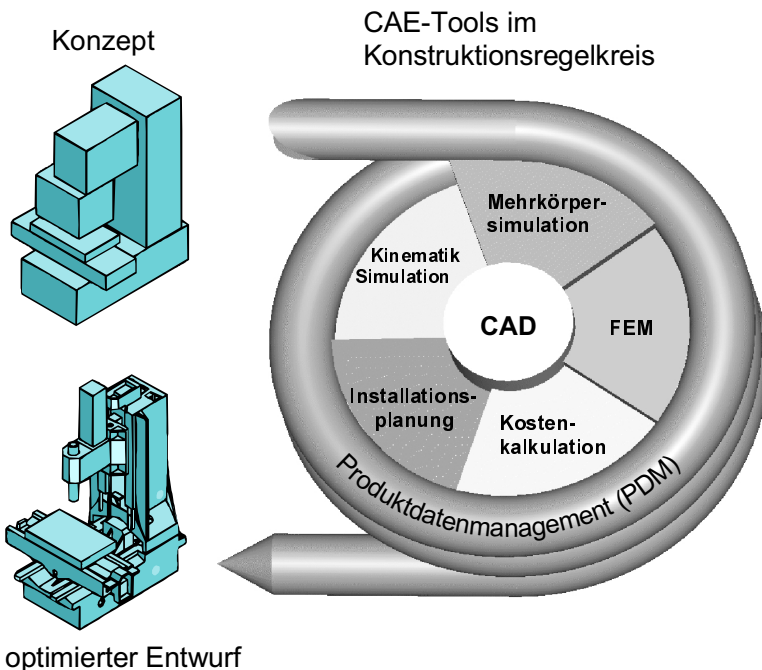 Konzept
CAE-Tools im
Konstruktionsregelkreis
Mehrkörper-
simulation
Kinematik
Simulation
CAD
FEM
Installations-
planung
Kosten-
kalkulation
Produktdatenmanagement (PDM)
optimierter Entwurf